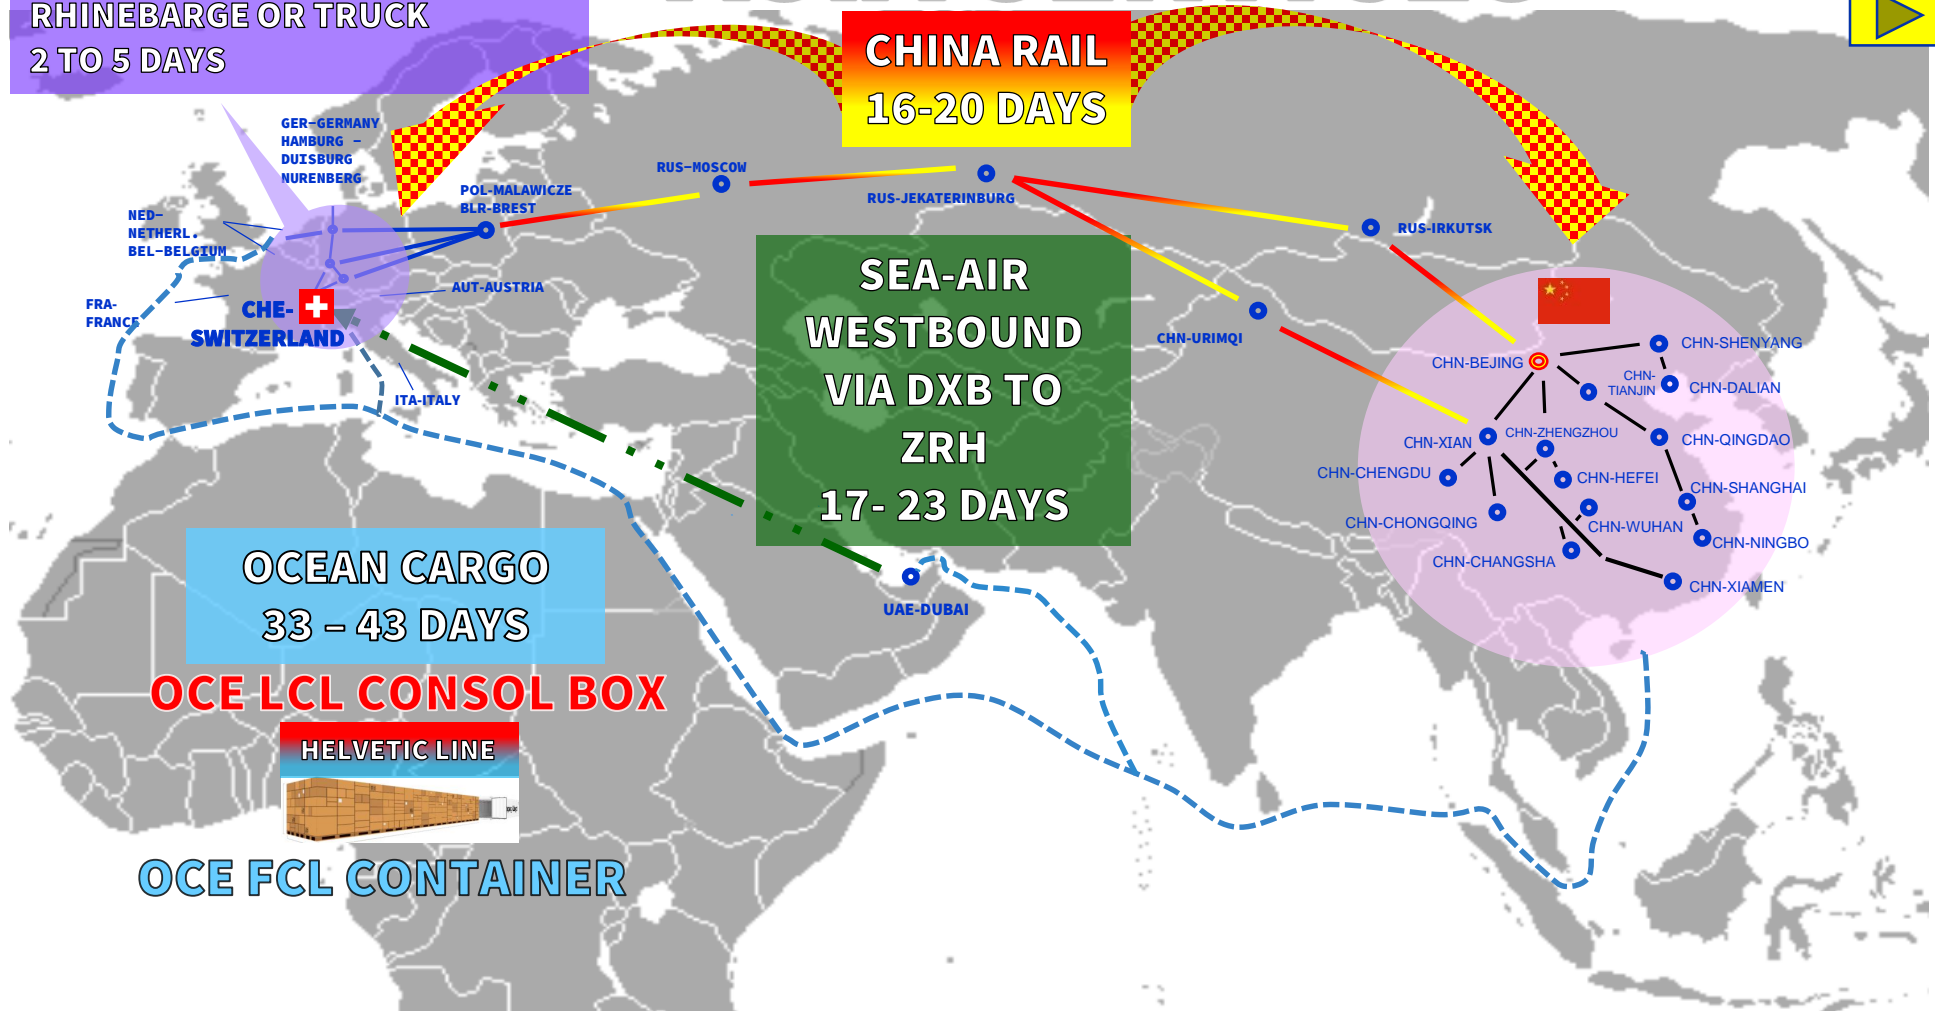 RHINEBARGE OR TRUCK
2 TO 5 DAYS
CHINA RAIL
16-20 DAYS
GER-GERMANY
HAMBURG -
DUISBURG
NURENBERG
POL-MALAWICZE
BLR-BREST
RUS-MOSCOW
RUS-JEKATERINBURG
RUS-IRKUTSK
NED-
NETHERL.
BEL-BELGIUM
AUT-AUSTRIA
FRA-
FRANCE
CHE-
SWITZERLAND
ITA-ITALY
SEA-AIR
WESTBOUND
VIA DXB TO
ZRH
17- 23 DAYS
CHN-URIMQI
CHN-BEJING
CHN-SHENYANG
CHN-
TIANJIN
CHN-DALIAN
CHN-XIAN
CHN-ZHENGZHOU
CHN-QINGDAO
CHN-CHENGDU
CHN-HEFEI
CHN-SHANGHAI
CHN-CHONGQING
CHN-WUHAN
CHN-NINGBO
CHN-CHANGSHA
CHN-XIAMEN
UAE-DUBAI
OCEAN CARGO
33 – 43 DAYS
OCE LCL CONSOL BOX
HELVETIC LINE
OCE FCL CONTAINER